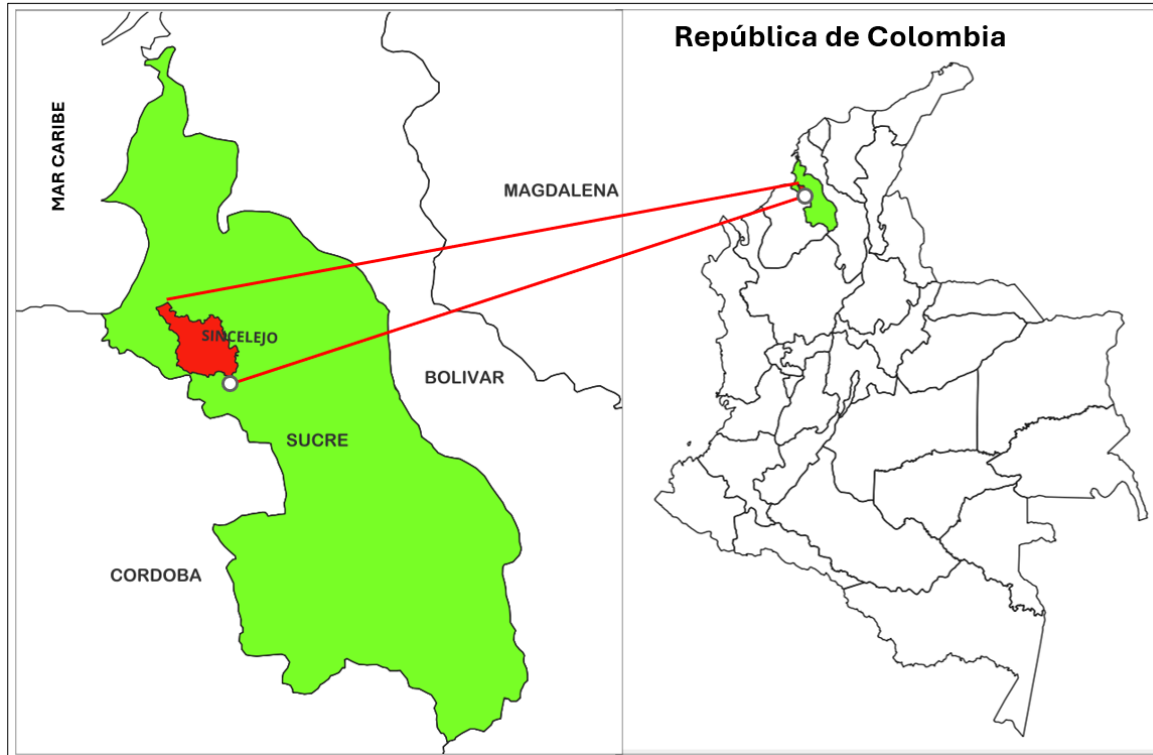 República de Colombia
MAR CARIBE
MAGDALENA
SINCELEJO
BOLIVAR
SUCRE
CORDOBA